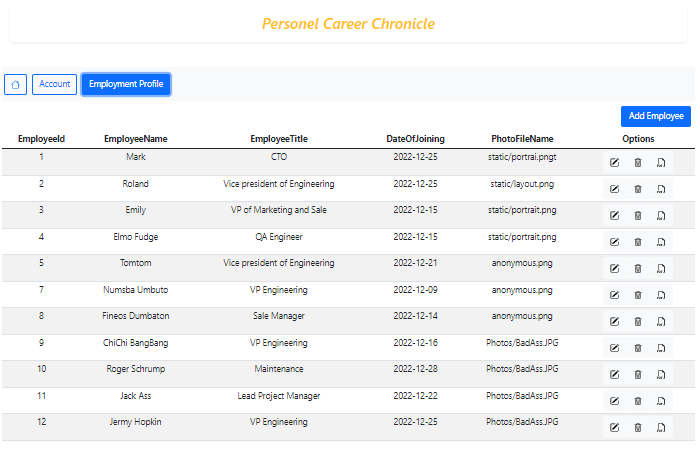 Personel Career Chronicle
Account Employment Profile
Add Employee
EmployeeId EmployeeName EmployeeTitle DateOfJoining PhotoFileName Options
1 Mark CTO 2022-12-25 static/portrai.pngt
2 Roland Vice president of Engineering 2022-12-25 static/layout.png
3 Emily VP of Marketing and Sale 2022-12-15 static/portrait.png
4 Elmo Fudge QA Engineer 2022-12-15 static/portrait.png
5 Tomtom Vice president of Engineering 2022-12-21 anonymous.png
7 Numsba Umbuto VP Engineering 2022-12-09 anonymous.png
8 Fineos Dumbaton Sale Manager 2022-12-14 anonymous.png
9 ChiChi BangBang VP Engineering 2022-12-16 Photos/BadAss.JPG
10 Roger Schrump Maintenance 2022-12-28 Photos/BadAss.JPG
11 Jack Ass Lead Project Manager 2022-12-22 Photos/BadAss.JPG
12 Jermy Hopkin VP Engineering 2022-12-25 Photos/BadAss.JPG